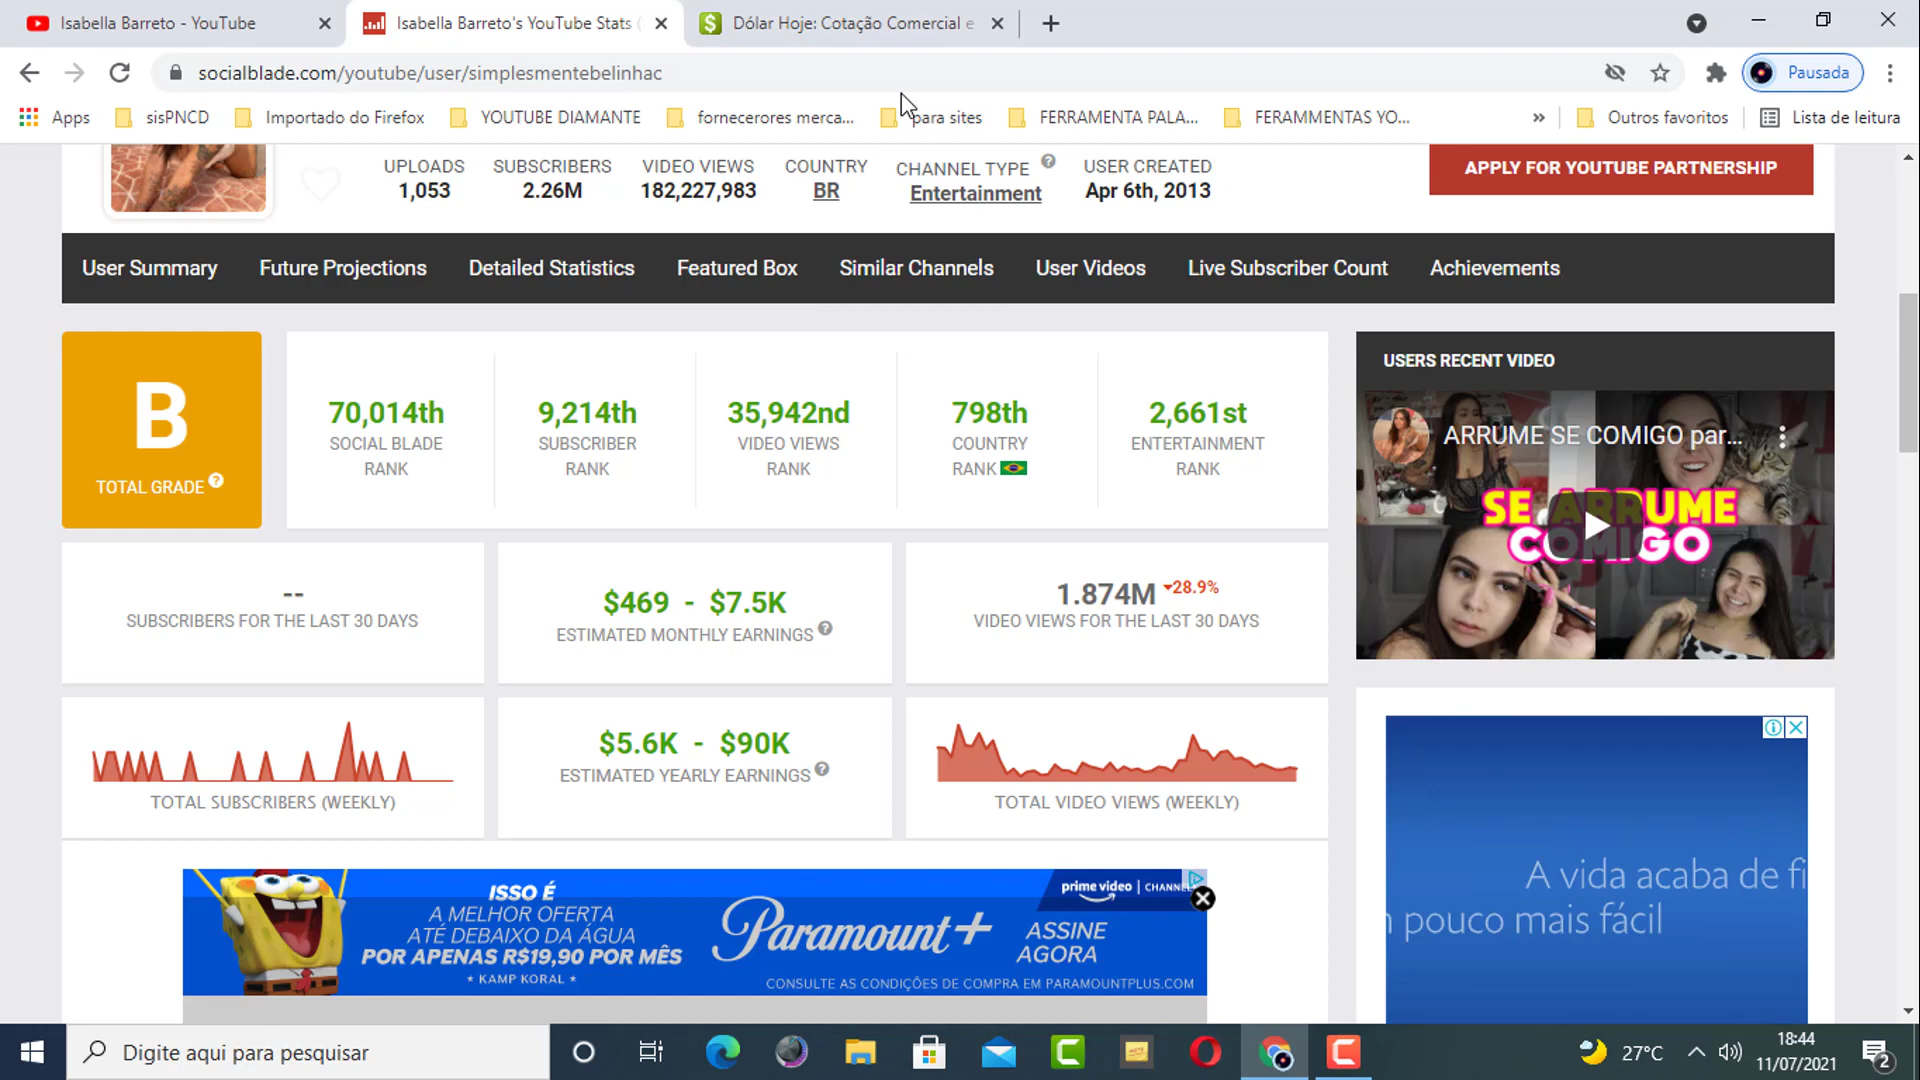 Isabella Barreto - YouTube
Isabella Barreto's YouTube Stats (
Dólar Hoje: Cotação Comercial e
socialblade.com/youtube/user/simplesmentebelinhac
Pausada
Apps
sisPNCD
Importado do Firefox
YOUTUBE DIAMANTE
fornecerores merca...
para sites
FERRAMENTA PALA...
FERAMMENTAS YO...
»
Outros favoritos
Lista de leitura
UPLOADS
1,053
SUBSCRIBERS
2.26M
VIDEO VIEWS
182,227,983
COUNTRY
BR
CHANNEL TYPE
Entertainment
USER CREATED
Apr 6th, 2013
APPLY FOR YOUTUBE PARTNERSHIP
User Summary
Future Projections
Detailed Statistics
Featured Box
Similar Channels
User Videos
Live Subscriber Count
Achievements
B
TOTAL GRADE
70,014th
SOCIAL BLADE
RANK
9,214th
SUBSCRIBER
RANK
35,942nd
VIDEO VIEWS
RANK
798th
COUNTRY
RANK
2,661st
ENTERTAINMENT
RANK
USERS RECENT VIDEO
ARRUME SE COMIGO par...
SE ARRUME
COMIGO
--
SUBSCRIBERS FOR THE LAST 30 DAYS
$469 - $7.5K
ESTIMATED MONTHLY EARNINGS
1.874M 28.9%
VIDEO VIEWS FOR THE LAST 30 DAYS
TOTAL SUBSCRIBERS (WEEKLY)
$5.6K - $90K
ESTIMATED YEARLY EARNINGS
TOTAL VIDEO VIEWS (WEEKLY)
ISSO É
A MELHOR OFERTA
ATÉ DEBAIXO DA ÁGUA
POR APENAS R$19,90 POR MÊS
* KAMP KORAL *
Paramount+
prime video | CHANNEL
ASSINE
AGORA
CONSULTE AS CONDIÇÕES DE COMPRA EM PARAMOUNTPLUS.COM
A vida acaba de fi
pouco mais fácil
Digite aqui para pesquisar
27°C
18:44
11/07/2021
2